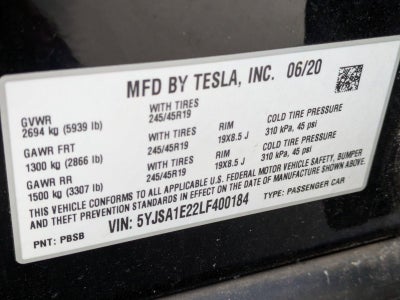 MFD BY TESLA, INC. 06/20
GVWR
2694 kg (5939 lb) WITH TIRES 245/45R19
GAWR FRT
1300 kg (2866 lb) WITH TIRES 245/45R19 RIM 19X8.5 J COLD TIRE PRESSURE 310 kPa, 45 psi
GAWR RR
1500 kg (3307 lb) WITH TIRES 245/45R19 RIM 19X8.5 J COLD TIRE PRESSURE 310 kPa, 45 psi
THIS VEHICLE CONFORMS TO ALL APPLICABLE U.S. FEDERAL MOTOR VEHICLE SAFETY, BUMPER
AND THEFT PREVENTION STANDARDS IN EFFECT ON THE DATE OF MANUFACTURE SHOWN ABOVE.
VIN: 5YJSA1E22LF400184 TYPE: PASSENGER CAR
PNT: PBSB